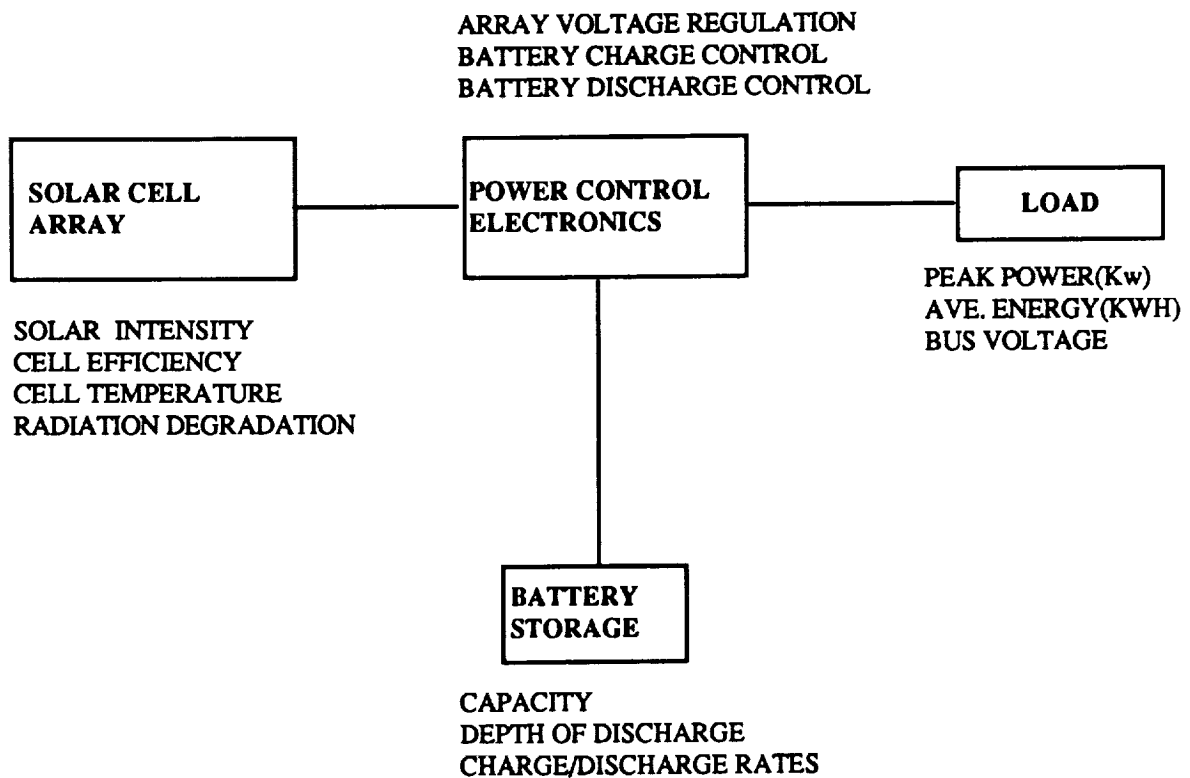 ARRAY VOLTAGE REGULATION
BATTERY CHARGE CONTROL
BATTERY DISCHARGE CONTROL
SOLAR CELL
ARRAY
POWER CONTROL
ELECTRONICS
LOAD
PEAK POWER(Kw)
AVE. ENERGY(KWH)
BUS VOLTAGE
SOLAR INTENSITY
CELL EFFICIENCY
CELL TEMPERATURE
RADIATION DEGRADATION
BATTERY
STORAGE
CAPACITY
DEPTH OF DISCHARGE
CHARGE/DISCHARGE RATES